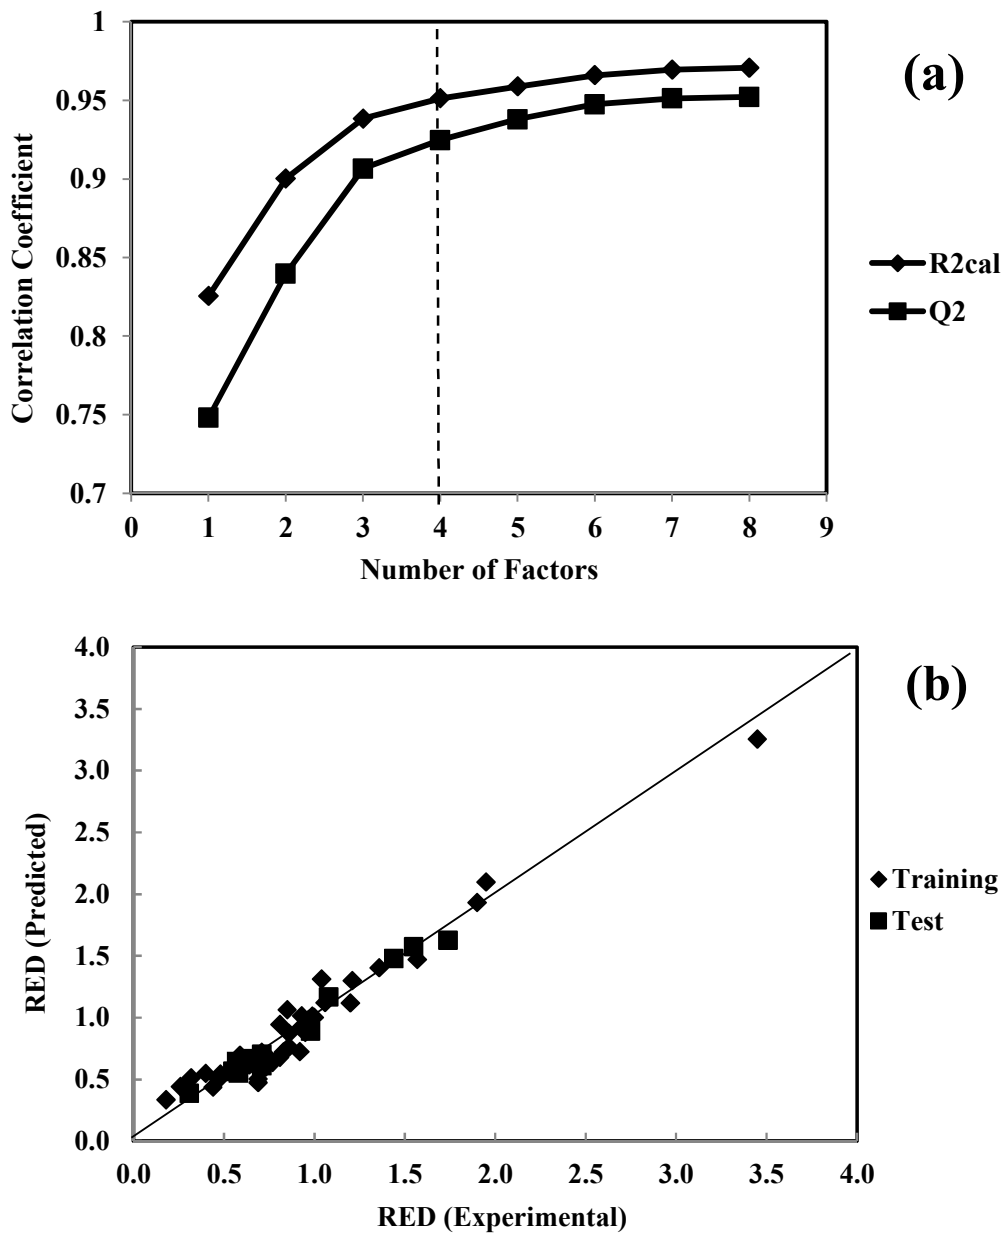 (a)
Correlation Coefficient
1
0.95
0.9
0.85
0.8
0.75
0.7
0 1 2 3 4 5 6 7 8 9
Number of Factors
R2cal
Q2
(b)
RED (Predicted)
4.0
3.5
3.0
2.5
2.0
1.5
1.0
0.5
0.0
0.0 0.5 1.0 1.5 2.0 2.5 3.0 3.5 4.0
RED (Experimental)
Training
Test